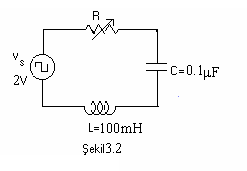 R
Vs
2V
C=0.1µF
L=100mH
Şekil3.2